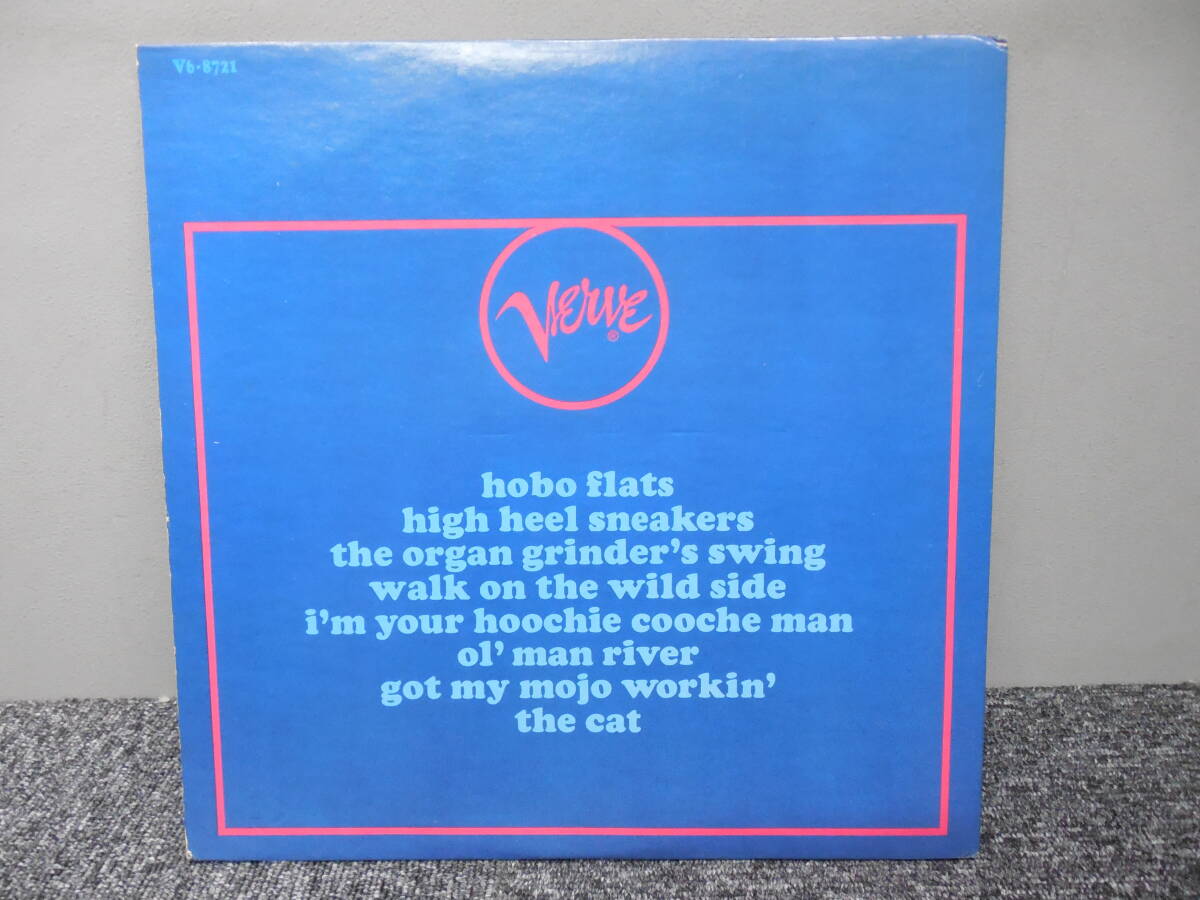 V6-8721
Verve®
hobo flats
high heel sneakers
the organ grinder's swing
walk on the wild side
i'm your hoochie cooche man
ol' man river
got my mojo workin'
the cat